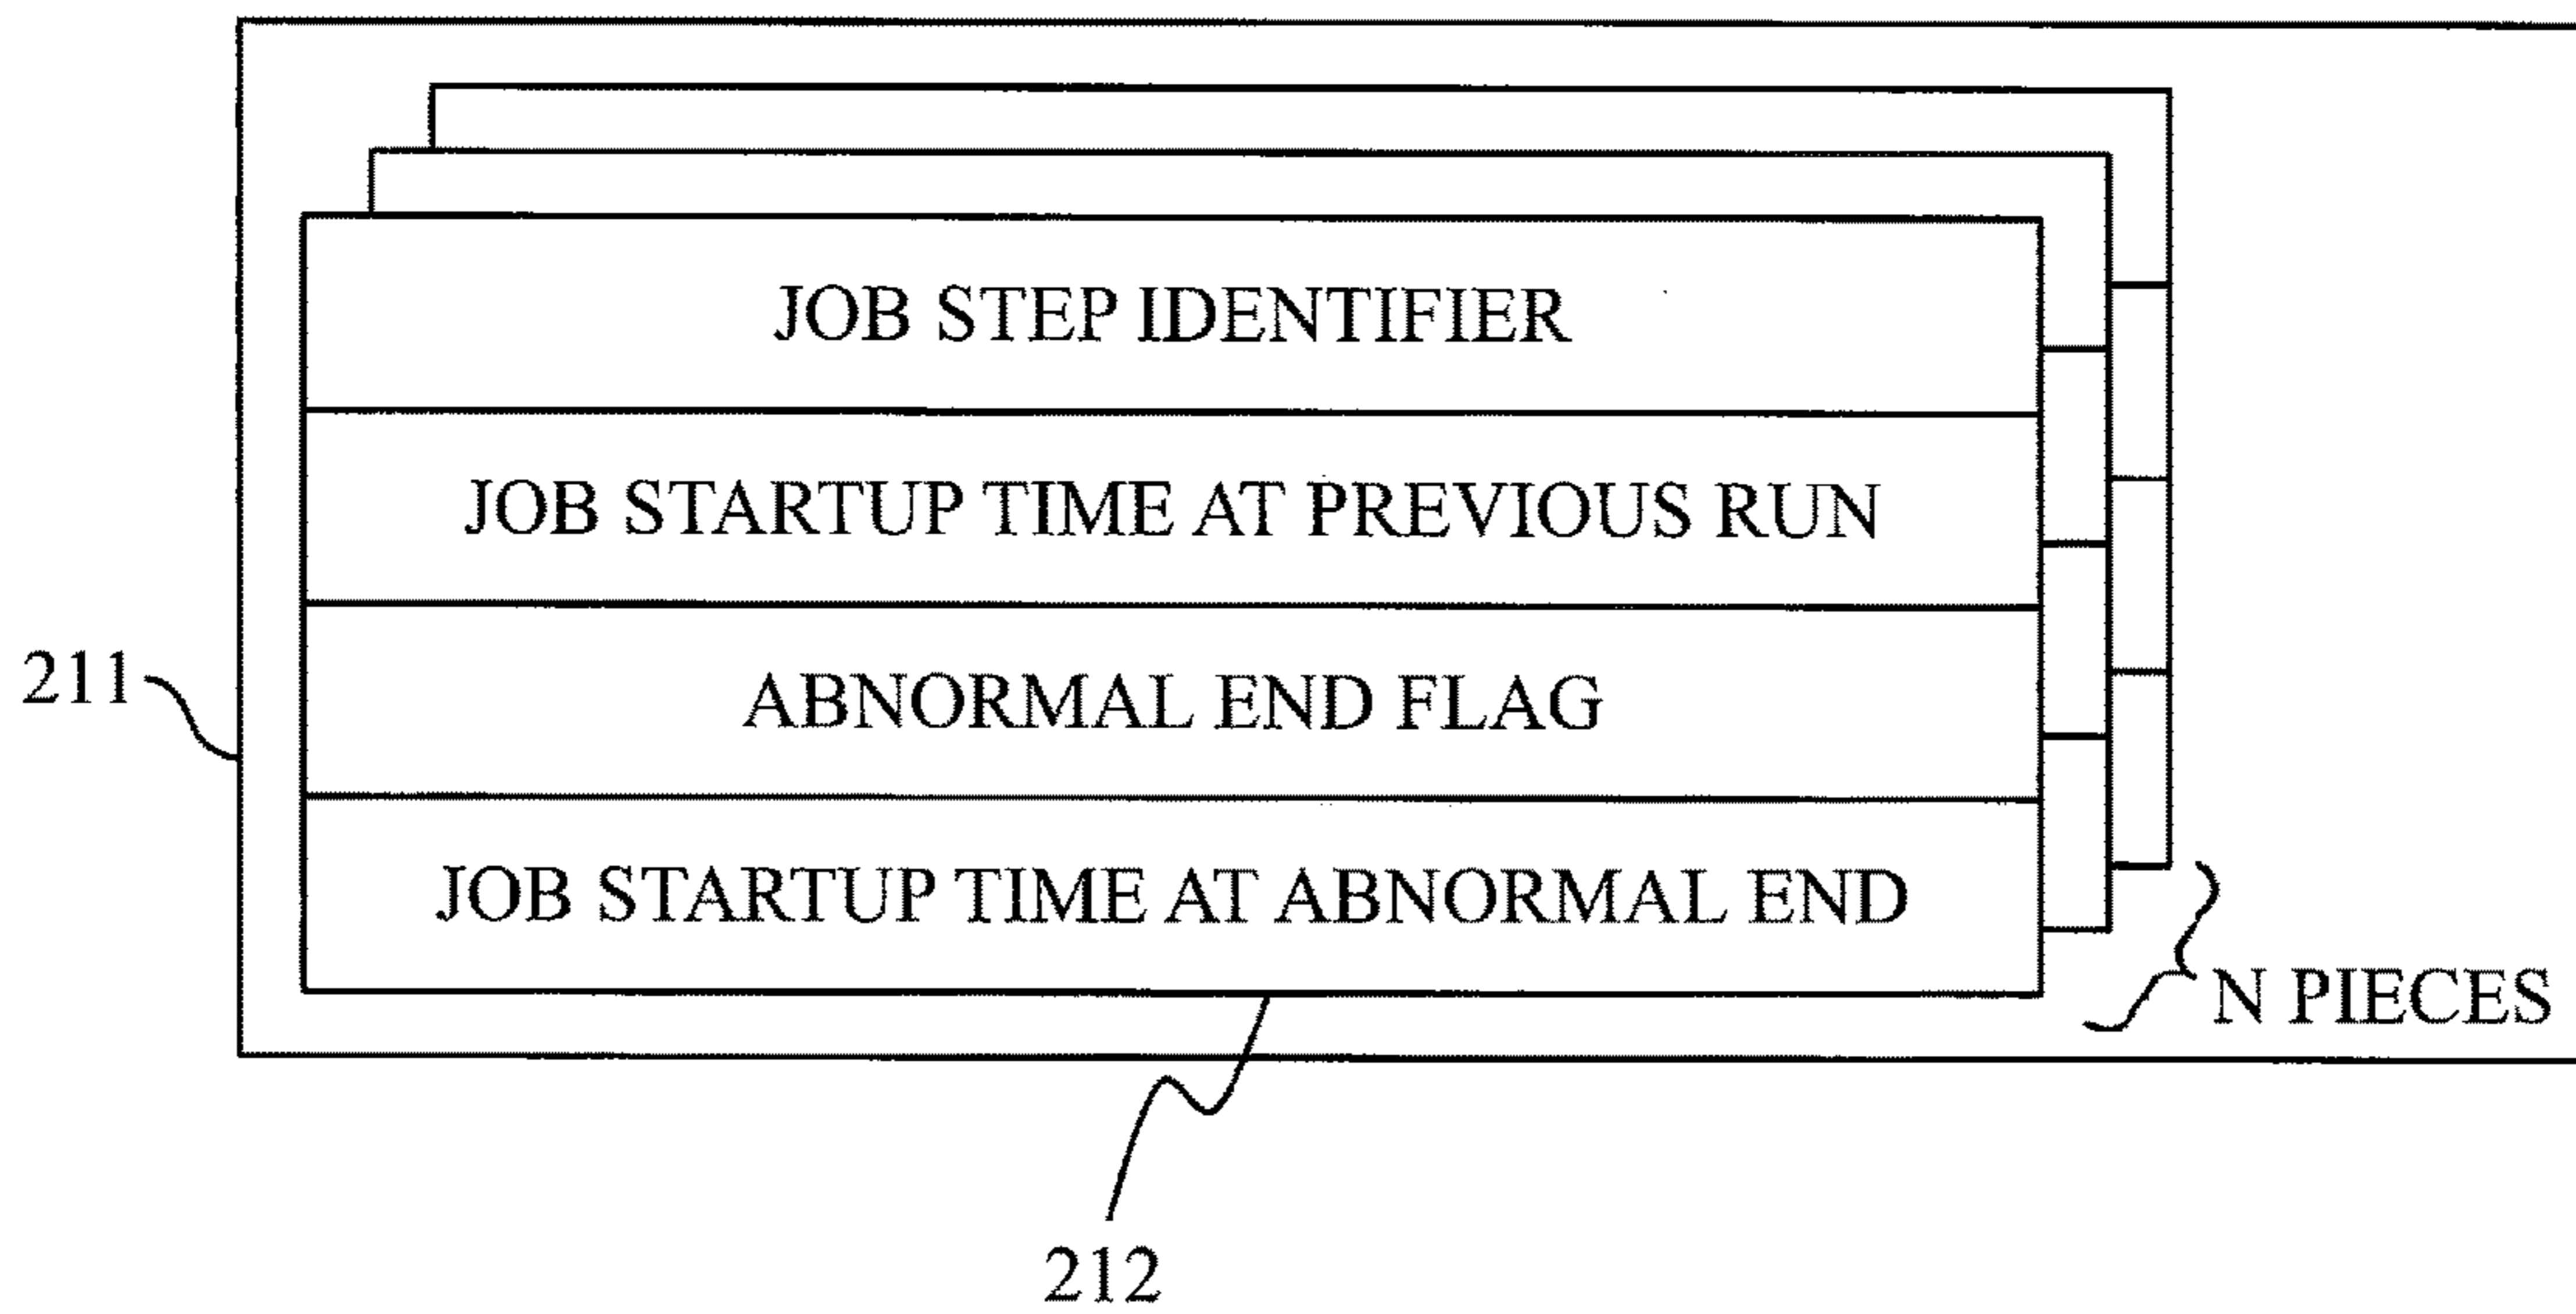 JOB STEP IDENTIFIER
JOB STARTUP TIME AT PREVIOUS RUN
211
ABNORMAL END FLAG
JOB STARTUP TIME AT ABNORMAL END
N PIECES
212